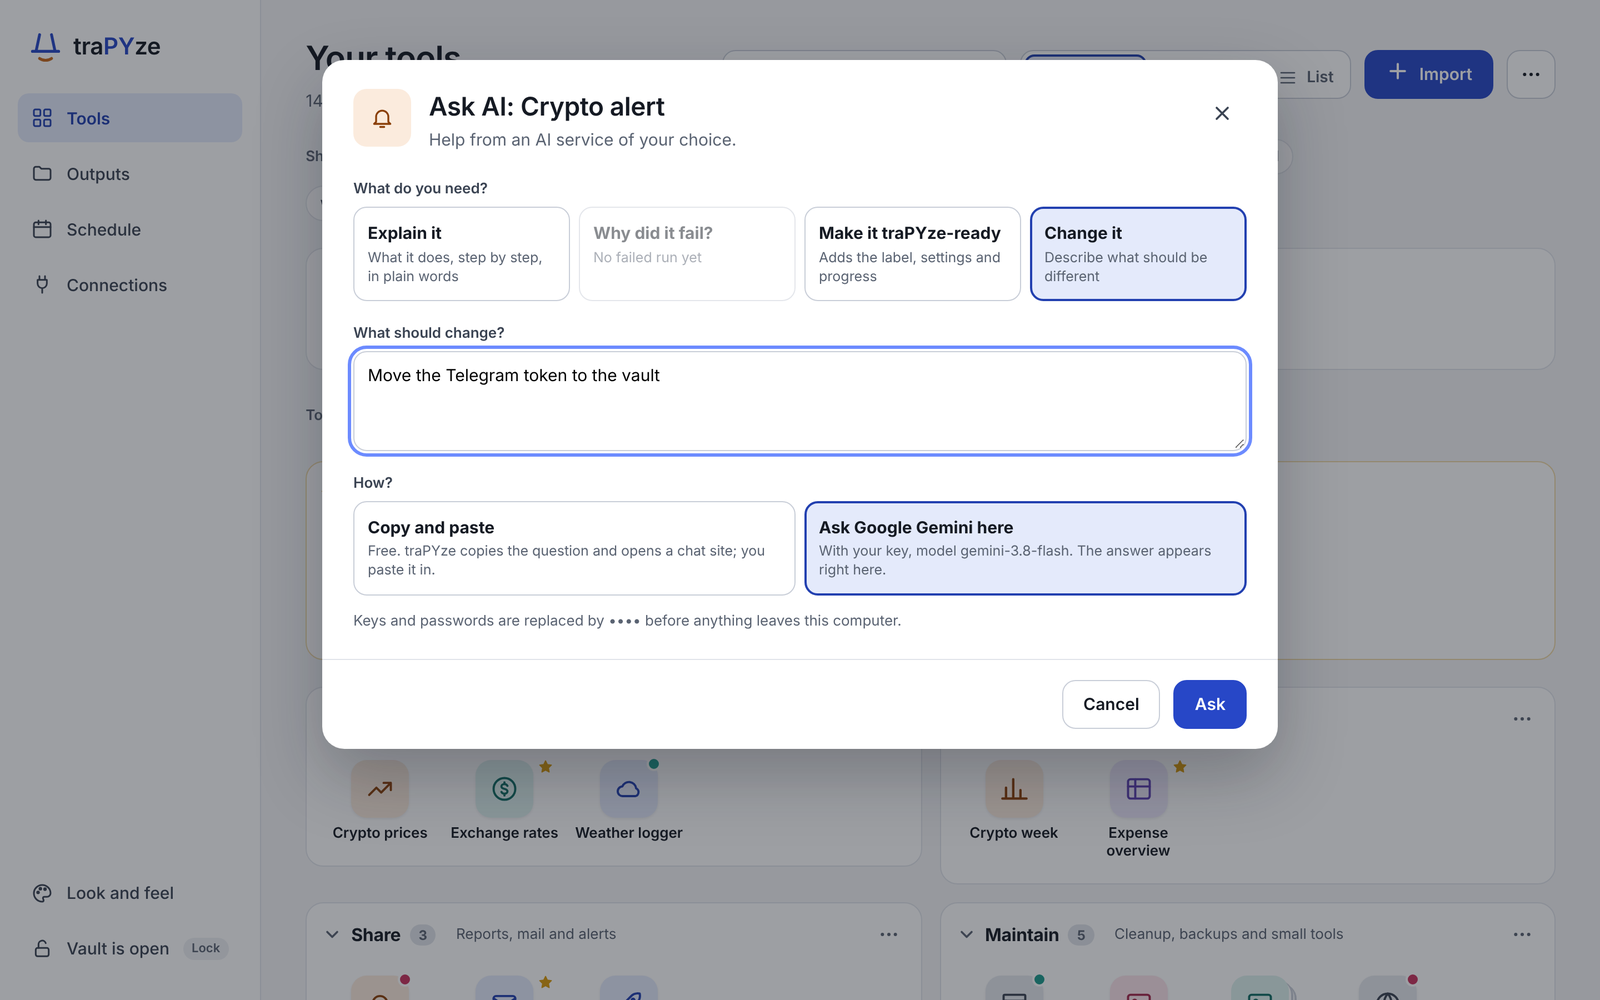 traPYze
Tools
Outputs
Schedule
Connections
Look and feel
Vault is open
Lock
Your tools
14
List
Import
Sh
To
Ask AI: Crypto alert
Help from an AI service of your choice.
What do you need?
Explain it
What it does, step by step,
in plain words
Why did it fail?
No failed run yet
Make it traPYze-ready
Adds the label, settings and
progress
Change it
Describe what should be
different
What should change?
Move the Telegram token to the vault
How?
Copy and paste
Free. traPYze copies the question and opens a chat site; you
paste it in.
Ask Google Gemini here
With your key, model gemini-3.8-flash. The answer appears
right here.
Keys and passwords are replaced by •••• before anything leaves this computer.
Cancel
Ask
Crypto prices
Exchange rates
Weather logger
Crypto week
Expense
overview
Share
3
Reports, mail and alerts
Maintain
5
Cleanup, backups and small tools